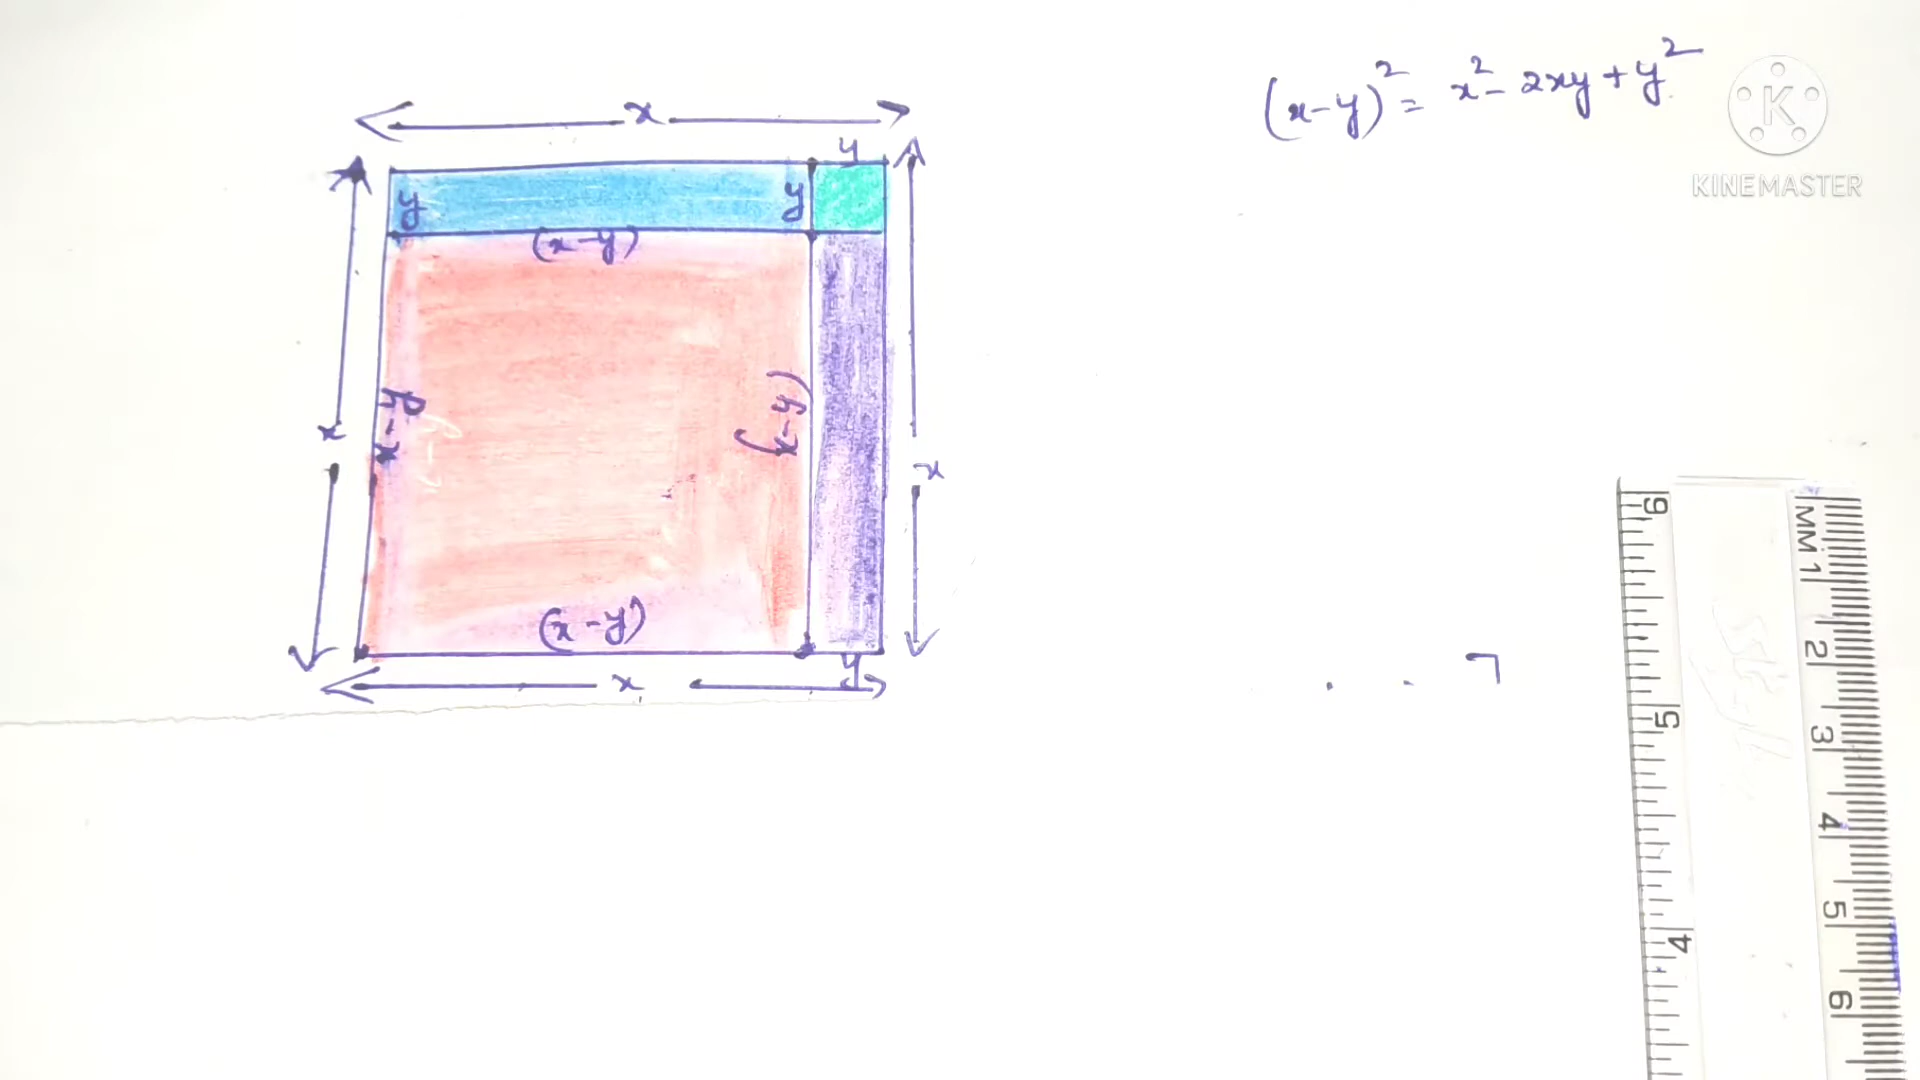 (x-y)² = x² - 2xy + y²
KINEMASTER
x
y
y
y
(x-y)
x
x-y
(x-y)
x
(x-y)
y
x
6
5
4
MM 1
2
3
4
5
6